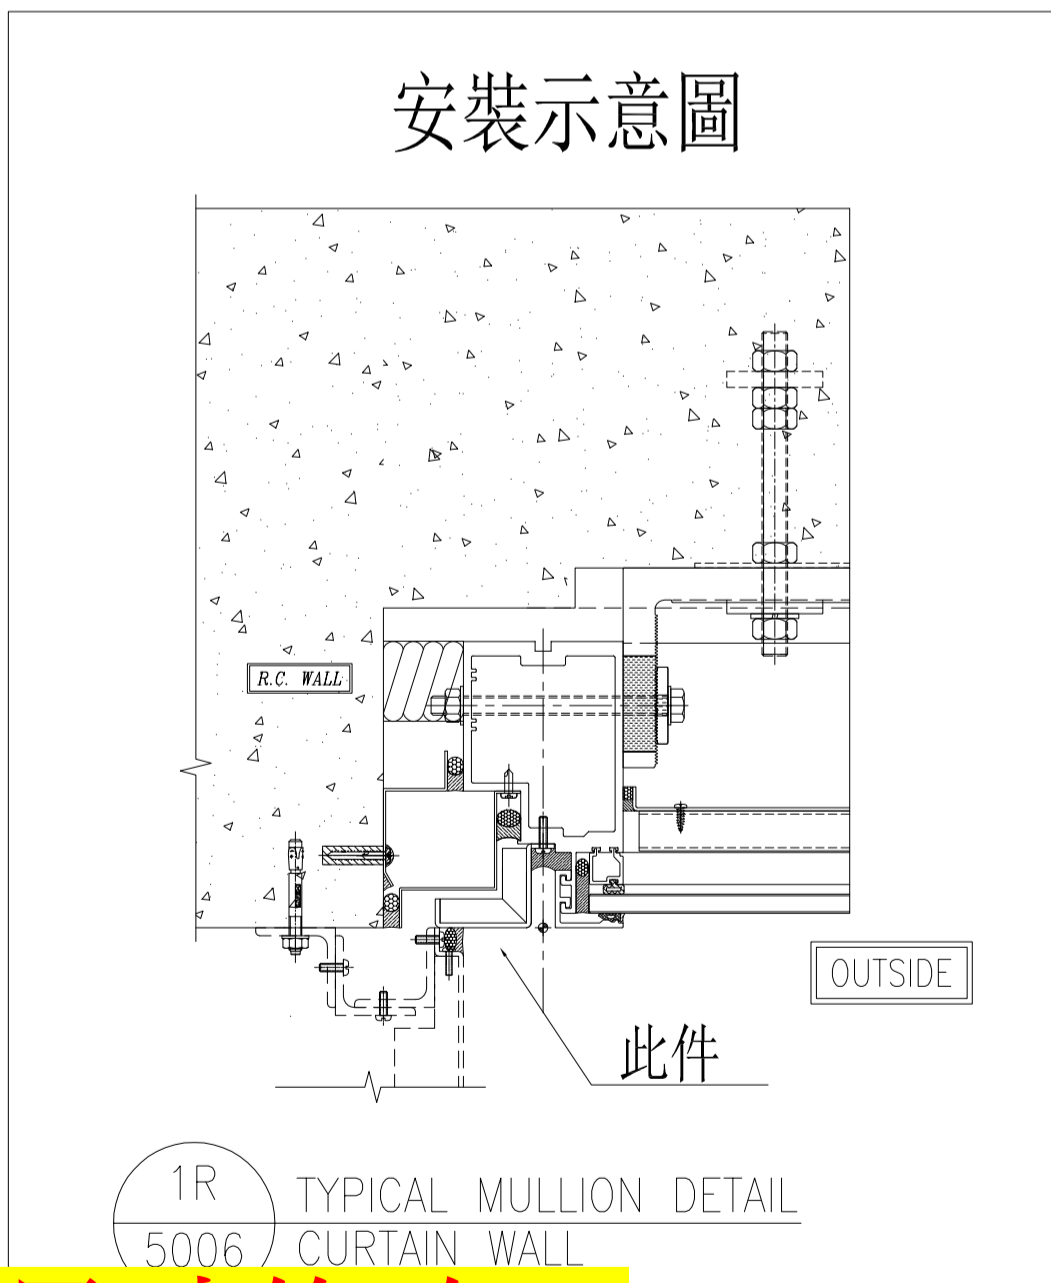 安裝示意圖
R.C. WALL
OUTSIDE
此件
1R
5006
TYPICAL MULLION DETAIL
CURTAIN WALL